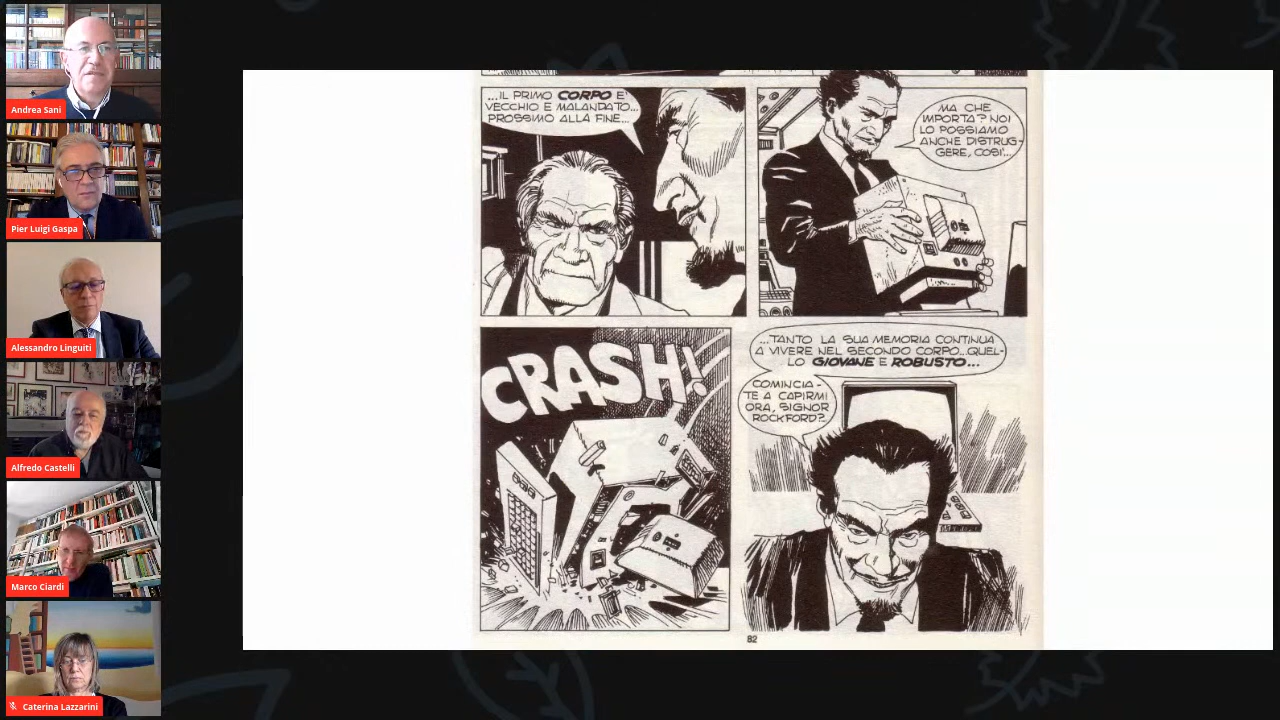 Andrea Sani
Pier Luigi Gaspa
Alessandro Linguiti
Alfredo Castelli
Marco Ciardi
Caterina Lazzarini
...IL PRIMO CORPO E'
VECCHIO E MALANDATO...
PROSSIMO ALLA FINE...
MA CHE
IMPORTA? NOI
LO POSSIAMO
ANCHE DISTRUG-
GERE, COSI'...
CRASH!
...TANTO LA SUA MEMORIA CONTINUA
A VIVERE NEL SECONDO CORPO...QUEL-
LO GIOVANE E ROBUSTO...
COMINCIA-
TE A CAPIRMI
ORA, SIGNOR
ROCKFORD?..
82